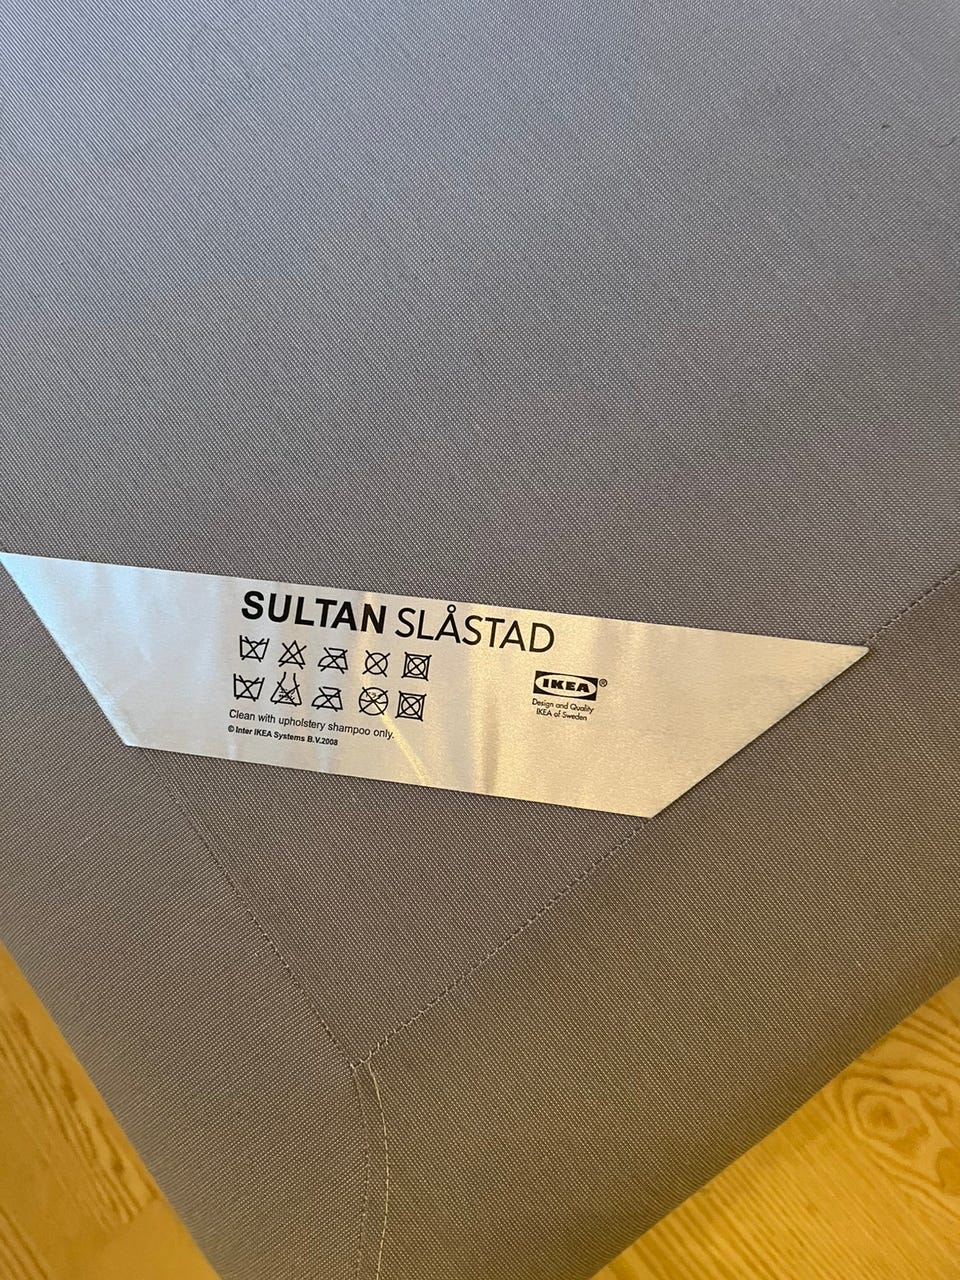 SULTAN SLÅSTAD
IKEA®
Design and Quality
IKEA of Sweden
Clean with upholstery shampoo only.
© Inter IKEA Systems B.V.2008